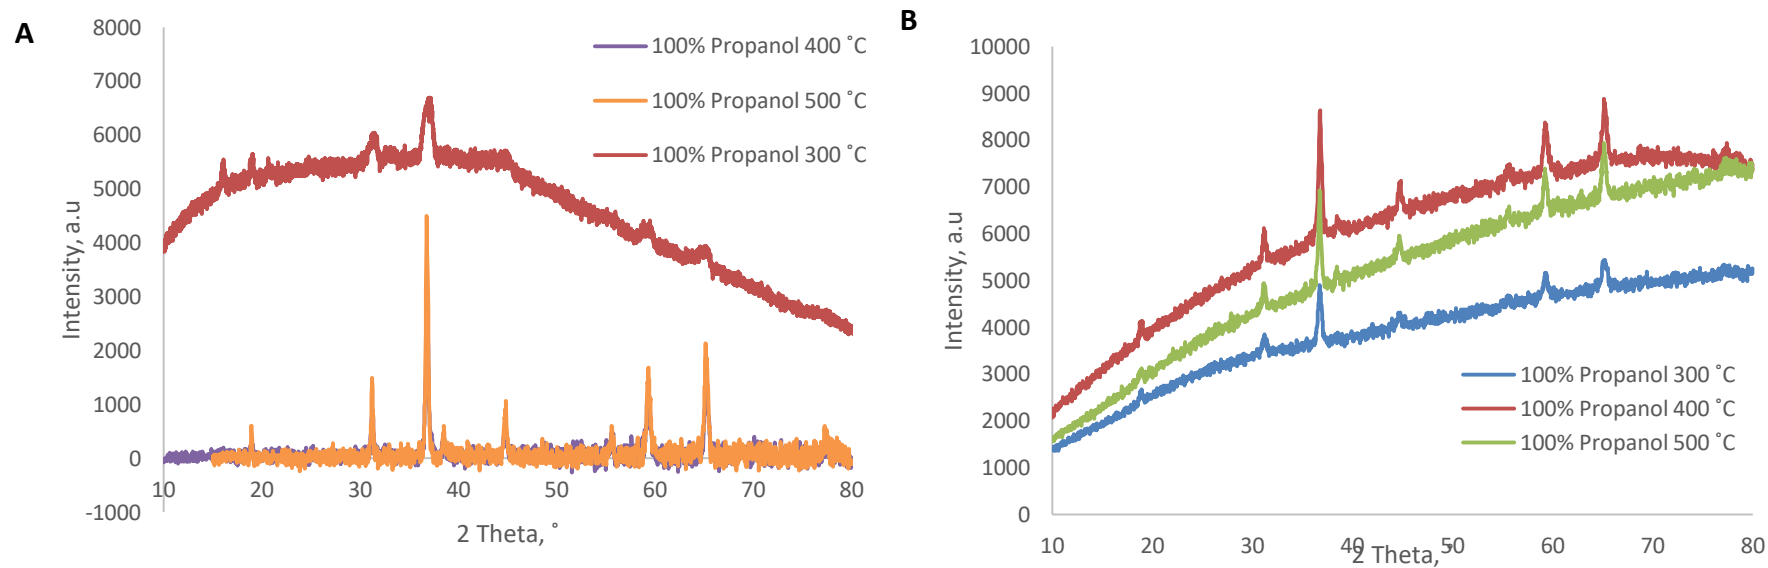 A
8000
7000
6000
5000
4000
3000
2000
1000
0
-1000
Intensity, a.u
100% Propanol 400 ˚C
100% Propanol 500 ˚C
100% Propanol 300 ˚C
10 20 30 40 50 60 70 80
2 Theta, ˚
B
10000
9000
8000
7000
6000
5000
4000
3000
2000
1000
0
Intensity, a.u
100% Propanol 300 ˚C
100% Propanol 400 ˚C
100% Propanol 500 ˚C
10 20 30 40 50 60 70 80
2 Theta, ˚